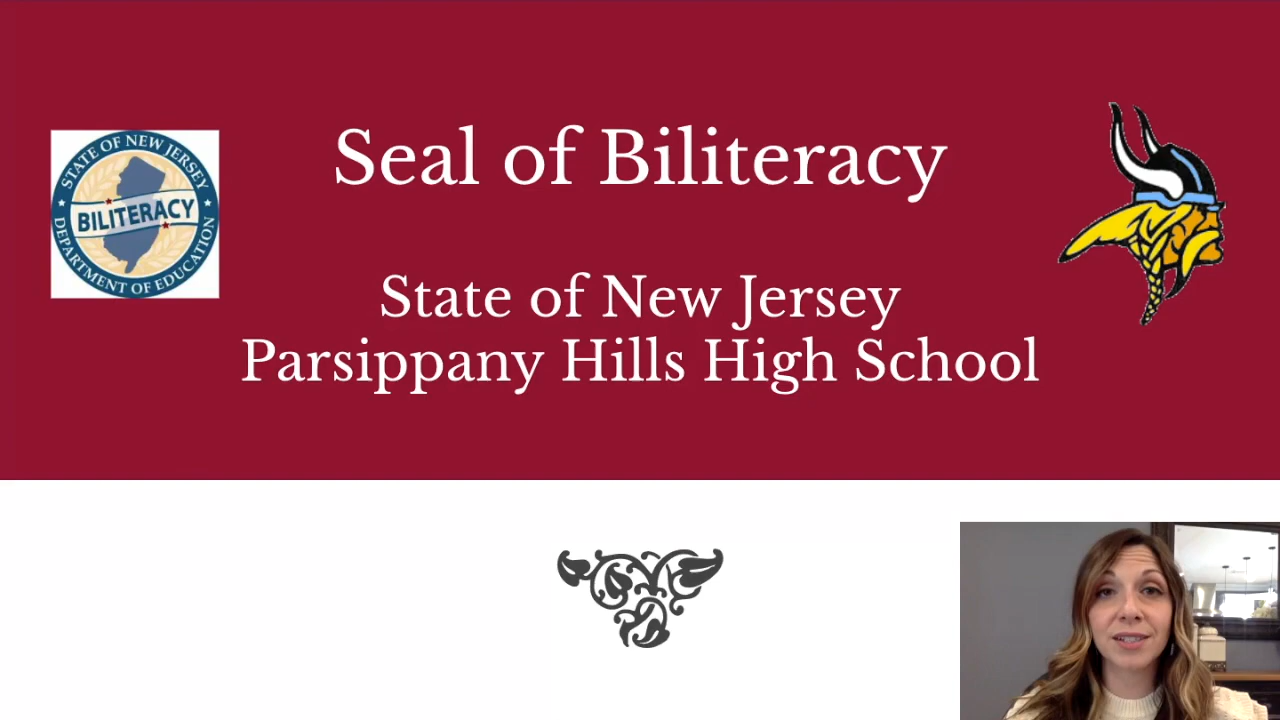 Seal of Biliteracy
STATE OF NEW JERSEY
BILITERACY
DEPARTMENT OF EDUCATION
State of New Jersey
Parsippany Hills High School